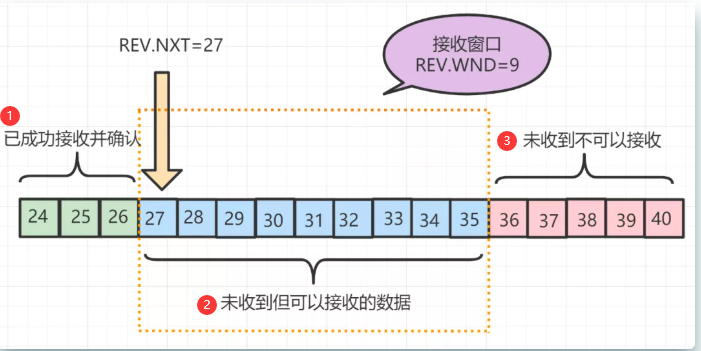 REV.NXT=27
接收窗口
REV.WND=9
1
已成功接收并确认
3 未收到不可以接收
24 25 26 27 28 29 30 31 32 33 34 35 36 37 38 39 40
2 未收到但可以接收的数据